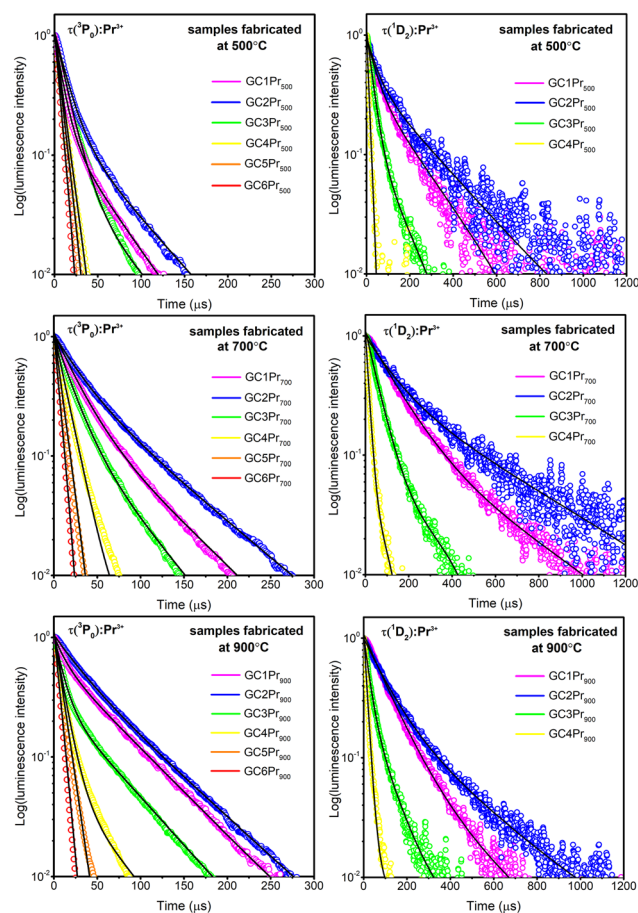 τ(³P₀):Pr³⁺
samples fabricated
at 500°C
GC1Pr₅₀₀
GC2Pr₅₀₀
GC3Pr₅₀₀
GC4Pr₅₀₀
GC5Pr₅₀₀
GC6Pr₅₀₀
Log(luminescence intensity)
10⁰
10⁻¹
10⁻²
0 50 100 150 200 250 300
Time (μs)
τ(¹D₂):Pr³⁺
samples fabricated
at 500°C
GC1Pr₅₀₀
GC2Pr₅₀₀
GC3Pr₅₀₀
GC4Pr₅₀₀
Log(luminescence intensity)
10⁰
10⁻¹
10⁻²
0 200 400 600 800 1000 1200
Time (μs)
τ(³P₀):Pr³⁺
samples fabricated
at 700°C
GC1Pr₇₀₀
GC2Pr₇₀₀
GC3Pr₇₀₀
GC4Pr₇₀₀
GC5Pr₇₀₀
GC6Pr₇₀₀
Log(luminescence intensity)
10⁰
10⁻¹
10⁻²
0 50 100 150 200 250 300
Time (μs)
τ(¹D₂):Pr³⁺
samples fabricated
at 700°C
GC1Pr₇₀₀
GC2Pr₇₀₀
GC3Pr₇₀₀
GC4Pr₇₀₀
Log(luminescence intensity)
10⁰
10⁻¹
10⁻²
0 200 400 600 800 1000 1200
Time (μs)
τ(³P₀):Pr³⁺
samples fabricated
at 900°C
GC1Pr₉₀₀
GC2Pr₉₀₀
GC3Pr₉₀₀
GC4Pr₉₀₀
GC5Pr₉₀₀
GC6Pr₉₀₀
Log(luminescence intensity)
10⁰
10⁻¹
10⁻²
0 50 100 150 200 250 300
Time (μs)
τ(¹D₂):Pr³⁺
samples fabricated
at 900°C
GC1Pr₉₀₀
GC2Pr₉₀₀
GC3Pr₉₀₀
GC4Pr₉₀₀
Log(luminescence intensity)
10⁰
10⁻¹
10⁻²
0 200 400 600 800 1000 1200
Time (μs)